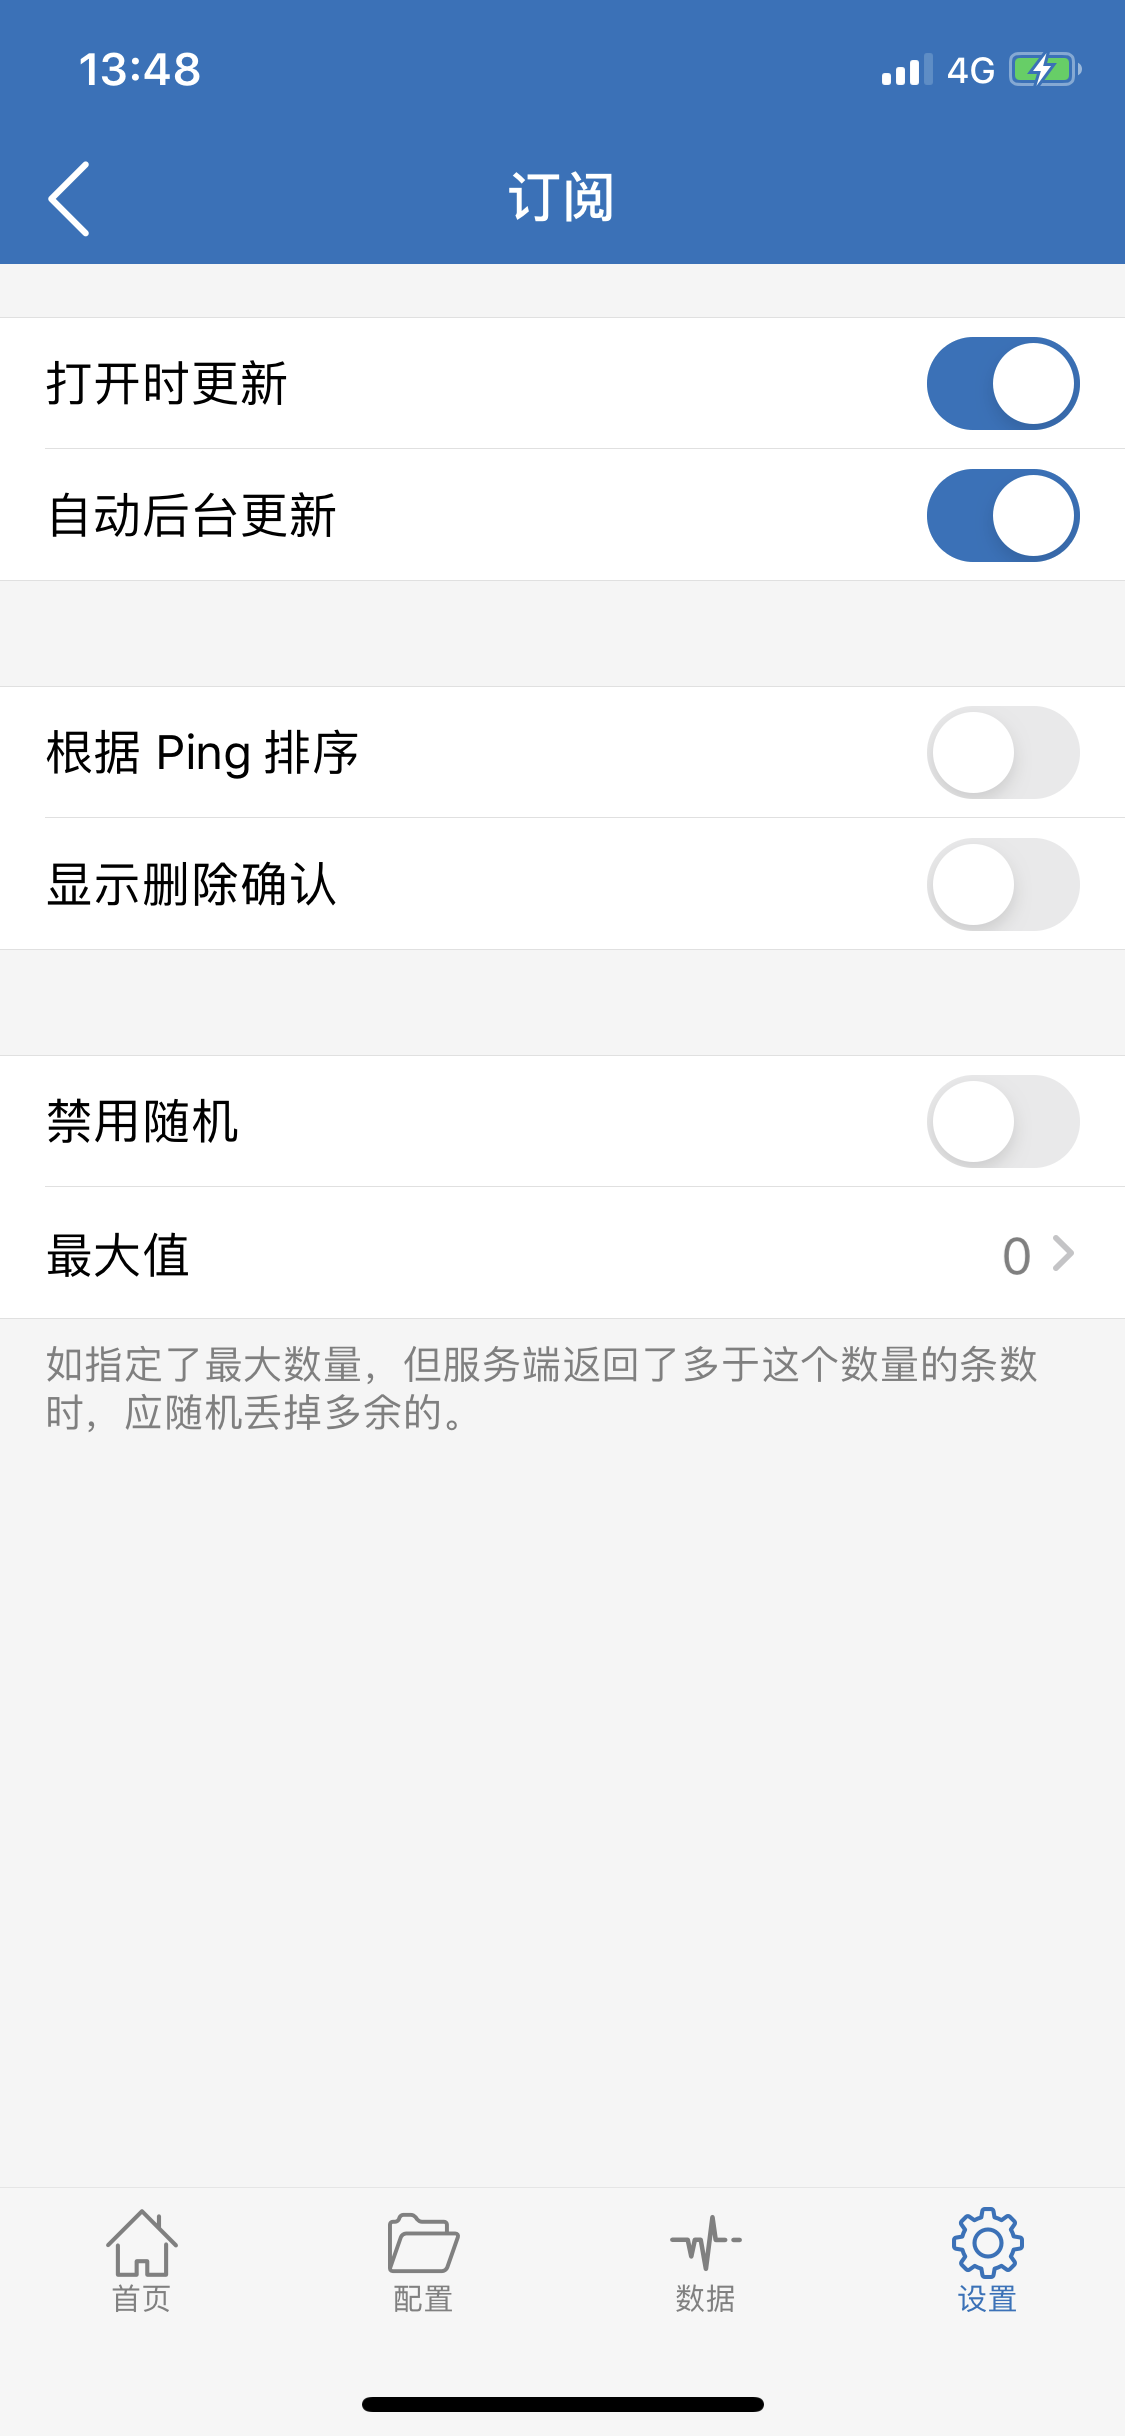 13:48
4G
订阅
打开时更新
自动后台更新
根据 Ping 排序
显示删除确认
禁用随机
最大值
0
如指定了最大数量，但服务端返回了多于这个数量的条数
时，应随机丢掉多余的。
首页
配置
数据
设置